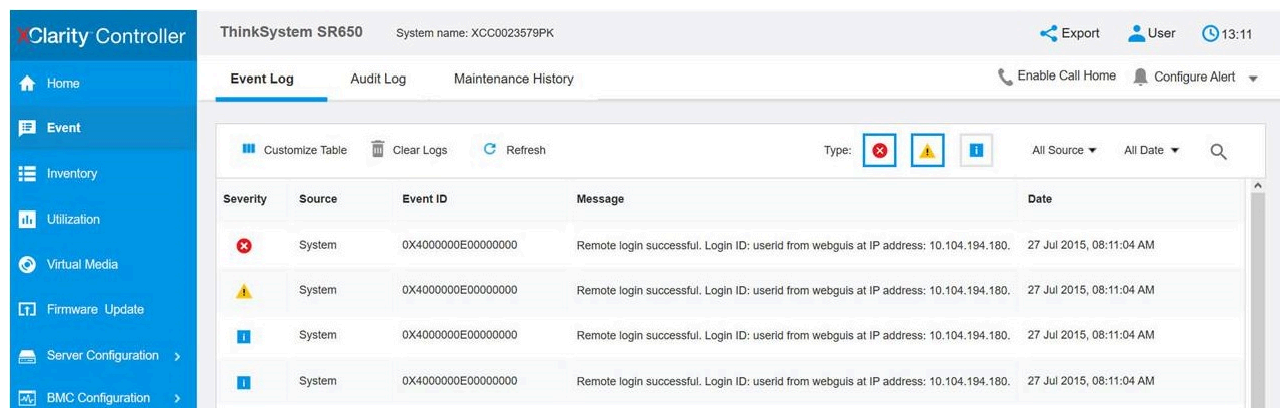 XClarity Controller
ThinkSystem SR650 System name: XCC0023579PK Export User 13:11
Home
Event Log Audit Log Maintenance History Enable Call Home Configure Alert
Event
Customize Table Clear Logs Refresh Type: All Source All Date
Inventory
Severity Source Event ID Message Date
Utilization
System 0X4000000E00000000 Remote login successful. Login ID: userid from webguis at IP address: 10.104.194.180. 27 Jul 2015, 08:11:04 AM
Virtual Media
System 0X4000000E00000000 Remote login successful. Login ID: userid from webguis at IP address: 10.104.194.180. 27 Jul 2015, 08:11:04 AM
Firmware Update
System 0X4000000E00000000 Remote login successful. Login ID: userid from webguis at IP address: 10.104.194.180. 27 Jul 2015, 08:11:04 AM
Server Configuration
System 0X4000000E00000000 Remote login successful. Login ID: userid from webguis at IP address: 10.104.194.180. 27 Jul 2015, 08:11:04 AM
BMC Configuration